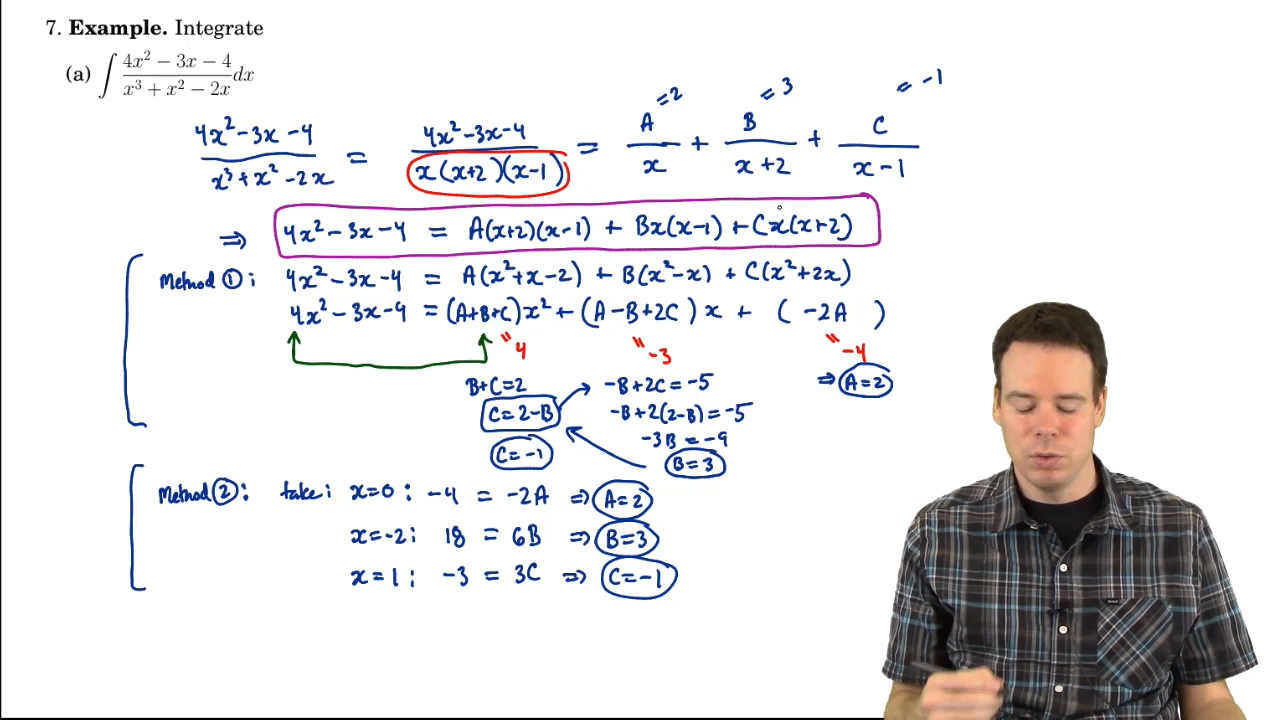 7. Example. Integrate
(a) ∫ (4x² − 3x − 4)/(x³ + x² − 2x) dx
(4x²-3x-4)/(x³+x²-2x) = (4x²-3x-4)/(x(x+2)(x-1)) = A/x + B/(x+2) + C/(x-1)
=2 =3 =-1
⇒ 4x²-3x-4 = A(x+2)(x-1) + Bx(x-1) + Cx(x+2)
Method ①: 4x²-3x-4 = A(x²+x-2) + B(x²-x) + C(x²+2x)
4x²-3x-4 = (A+B+C)x² + (A-B+2C)x + (-2A)
=4 =-3 =-4
B+C=2 -B+2C=-5 ⇒ A=2
C=2-B -B+2(2-B)=-5
-3B=-9
C=-1 B=3
Method ②: take: x=0: -4 = -2A ⇒ A=2
x=-2: 18 = 6B ⇒ B=3
x=1: -3 = 3C ⇒ C=-1